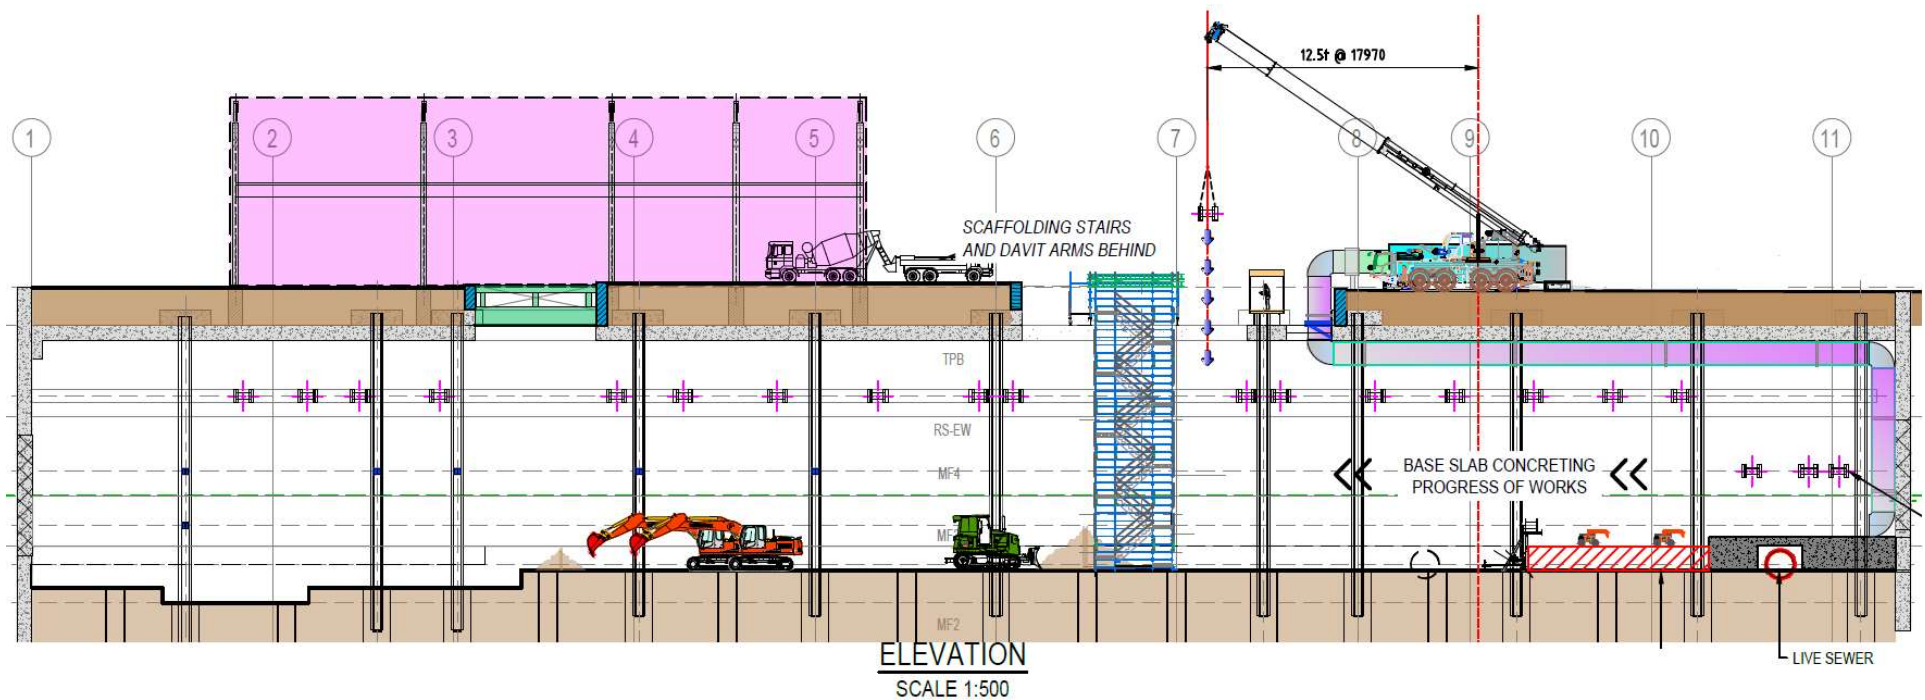 12.5t @ 17970
1 2 3 4 5 6 7 8 9 10 11
SCAFFOLDING STAIRS
AND DAVIT ARMS BEHIND
TPB
RS-EW
MF4
BASE SLAB CONCRETING
PROGRESS OF WORKS
MF
MF2
ELEVATION
SCALE 1:500
LIVE SEWER